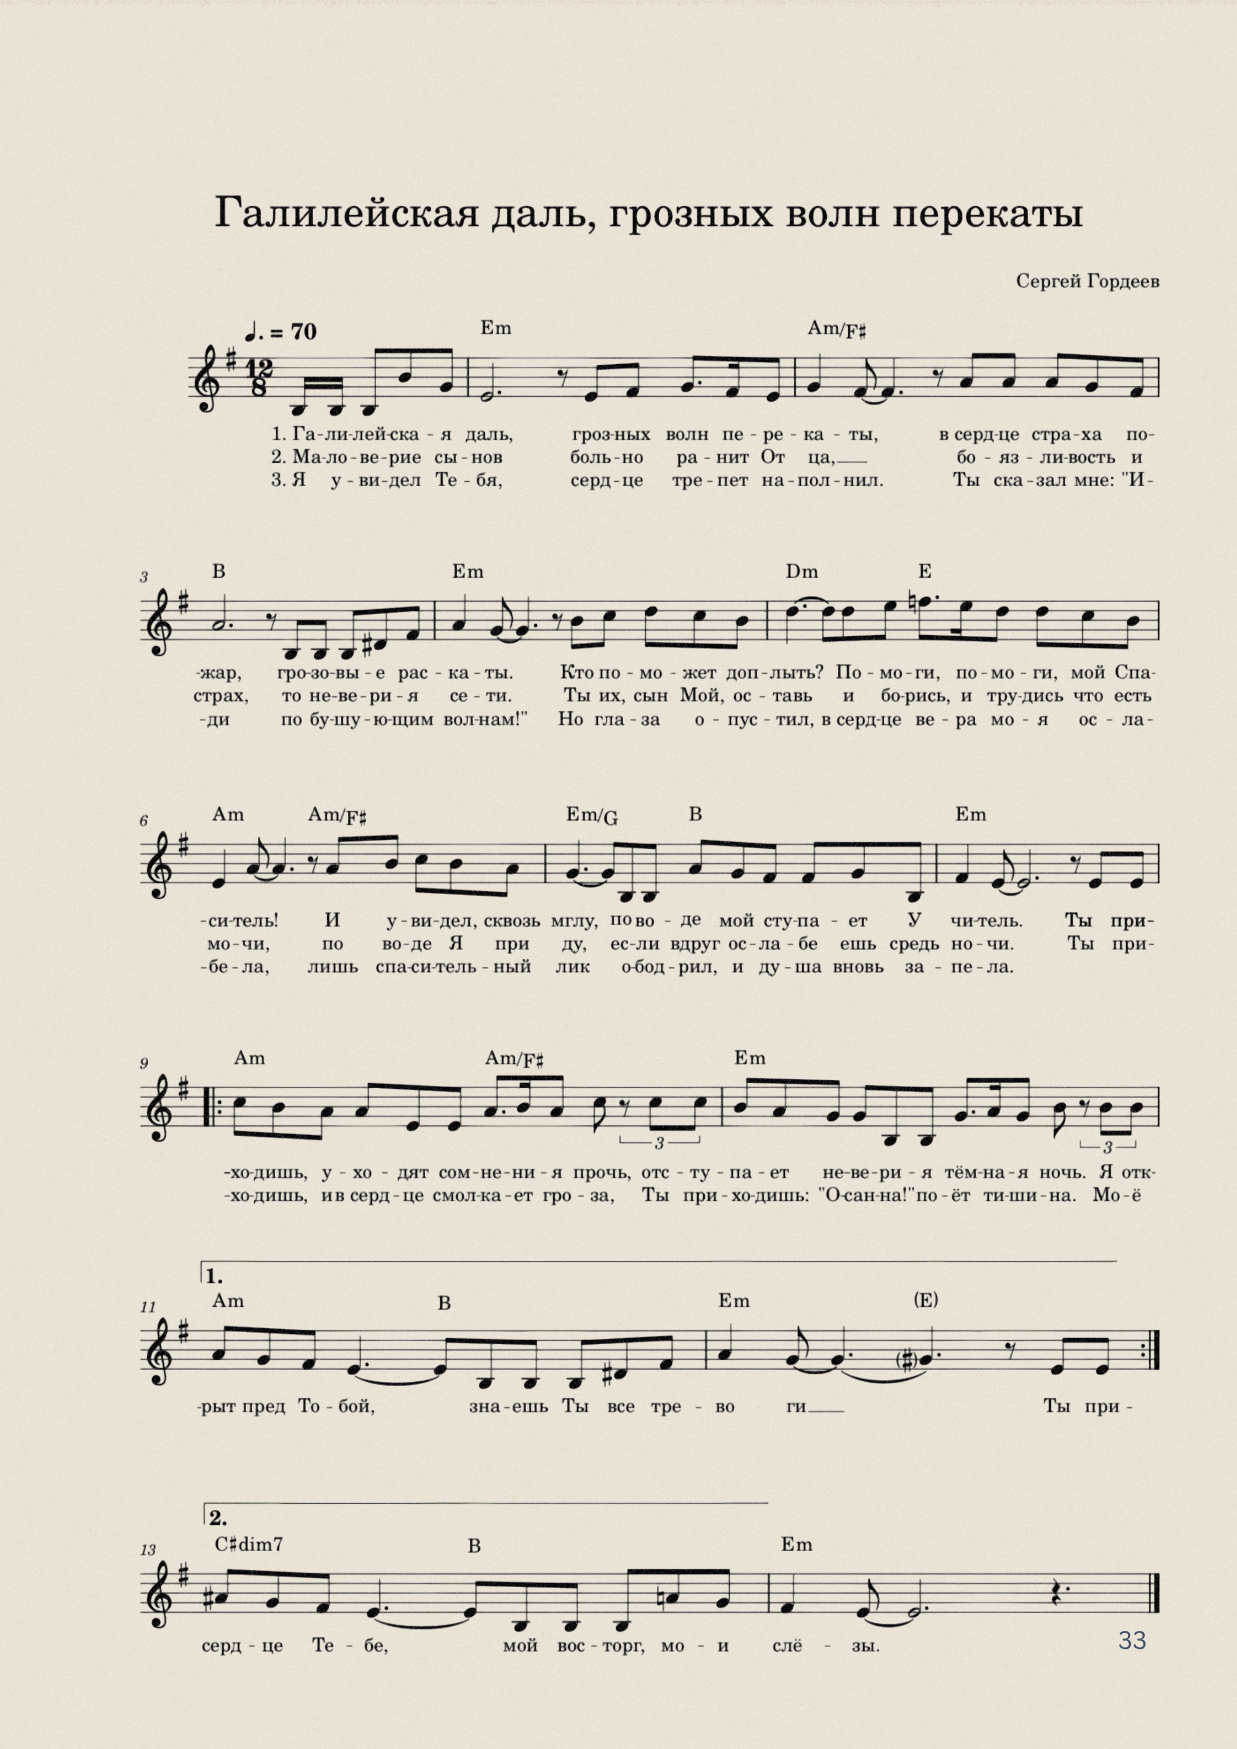 Галилейская даль, грозных волн перекаты
Сергей Гордеев
♩. = 70
Em Am/F♯
12
8
1. Га-ли-лей-ска-я даль, гроз-ных волн пе-ре-ка-ты, в серд-це стра-ха по-
2. Ма-ло-ве-рие сы-нов боль-но ра-нит От ца, бо-яз-ли-вость и
3. Я у-ви-дел Те-бя, серд-це тре-пет на-пол-нил. Ты ска-зал мне: "И-
3
B Em Dm E
-жар, гро-зо-вы-е рас-ка-ты. Кто по-мо-жет доп-лыть? По-мо-ги, по-мо-ги, мой Спа-
страх, то не-ве-ри-я се-ти. Ты их, сын Мой, ос-тавь и бо-рись, и тру-дись что есть
-ди по бу-шу-ю-щим вол-нам!" Но гла-за о-пус-тил, в серд-це ве-ра мо-я ос-ла-
6
Am Am/F♯ Em/G B Em
-си-тель! И у-ви-дел, сквозь мглу, по во-де мой сту-па-ет У чи-тель. Ты при-
мо-чи, по во-де Я при ду, ес-ли вдруг ос-ла-бе ешь средь но-чи. Ты при-
-бе-ла, лишь спа-си-тель-ный лик о-бод-рил, и ду-ша вновь за-пе-ла.
9
Am Am/F♯ Em
3 3
-хо-дишь, у-хо-дят сом-не-ни-я прочь, отс-ту-па-ет не-ве-ри-я тём-на-я ночь. Я отк-
-хо-дишь, и в серд-це смол-ка-ет гро-за, Ты при-хо-дишь: "О-сан-на!" по-ёт ти-ши-на. Мо-ё
1.
11
Am B Em (E)
-рыт пред То-бой, зна-ешь Ты все тре-во ги Ты при-
2.
13
C♯dim7 B Em
серд-це Те-бе, мой вос-торг, мо-и слё-зы.
33